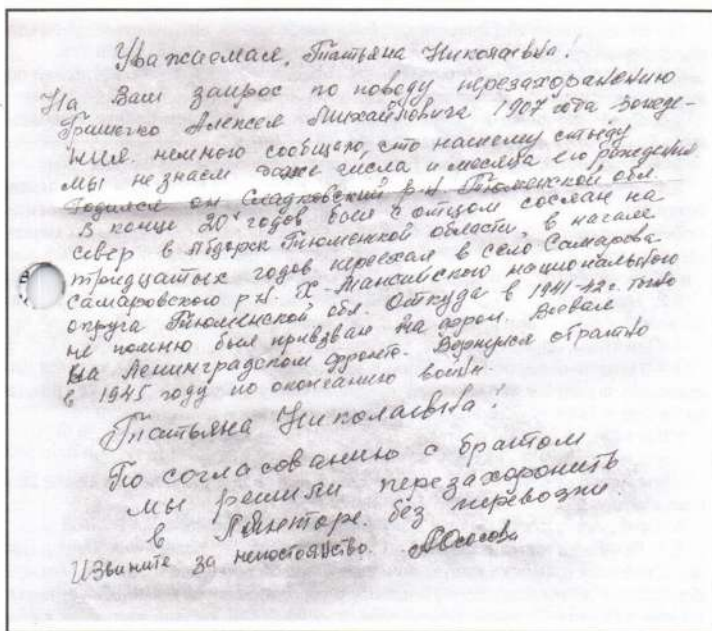 Уважаемая, Татьяна Николаевна!
На Ваш запрос по поводу перезахоронению
Алексея Михайловича 1907 года рожде-
ния немного сообщаю, что нашему стыду
мы не знаем даже числа и месяца его рождения.
Родился он Сладковский р-н Тюменской обл.
В конце 20х годов был с отцом сослан на
север в Абдорск Тюменской области, в начале
тридцатых годов переехал в село Самарова
Самаровского р-н. Х-Мансийского национального
округа Тюменской обл. Откуда в 1941-42 г. точно
не помню был призван на фронт. Воевал
на Ленинградском фронте. Вернулся обратно
в 1945 году по окончанию войны.
Татьяна Николаевна!
По согласованию с братом
мы решили перезахоронить
в без перевозки.
Извините за непостоянство.